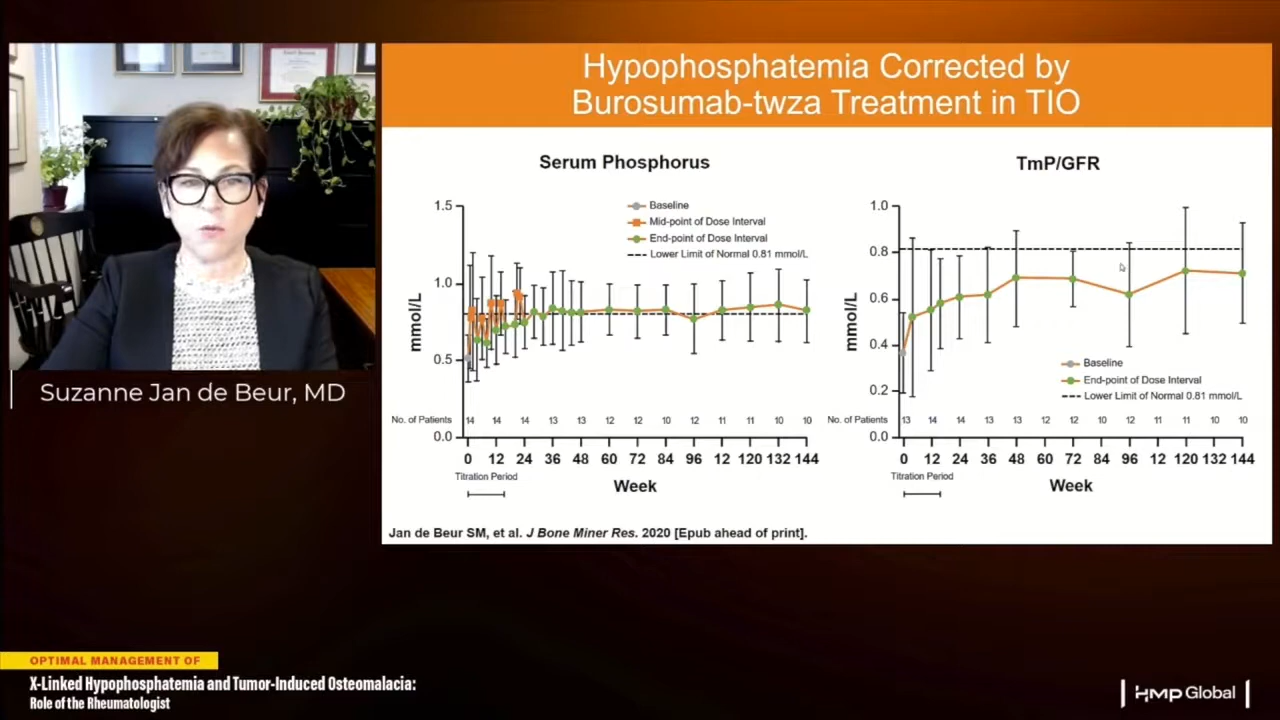 Hypophosphatemia Corrected by
Burosumab-twza Treatment in TIO
Serum Phosphorus
1.5
1.0
0.5
0.0
mmol/L
Baseline
Mid-point of Dose Interval
End-point of Dose Interval
Lower Limit of Normal 0.81 mmol/L
No. of Patients 14 14 14 13 13 12 12 10 12 11 11 10 10
0 12 24 36 48 60 72 84 96 112 120 132 144
Titration Period
Week
TmP/GFR
1.0
0.8
0.6
0.4
0.2
0.0
mmol/L
Baseline
End-point of Dose Interval
Lower Limit of Normal 0.81 mmol/L
No. of Patients 13 13 14 13 13 12 12 10 12 11 11 10 10
0 12 24 36 48 60 72 84 96 12 120 132 144
Titration Period
Week
Jan de Beur SM, et al. J Bone Miner Res. 2020 [Epub ahead of print].
Suzanne Jan de Beur, MD
OPTIMAL MANAGEMENT OF
X-Linked Hypophosphatemia and Tumor-Induced Osteomalacia:
Role of the Rheumatologist
HMP Global